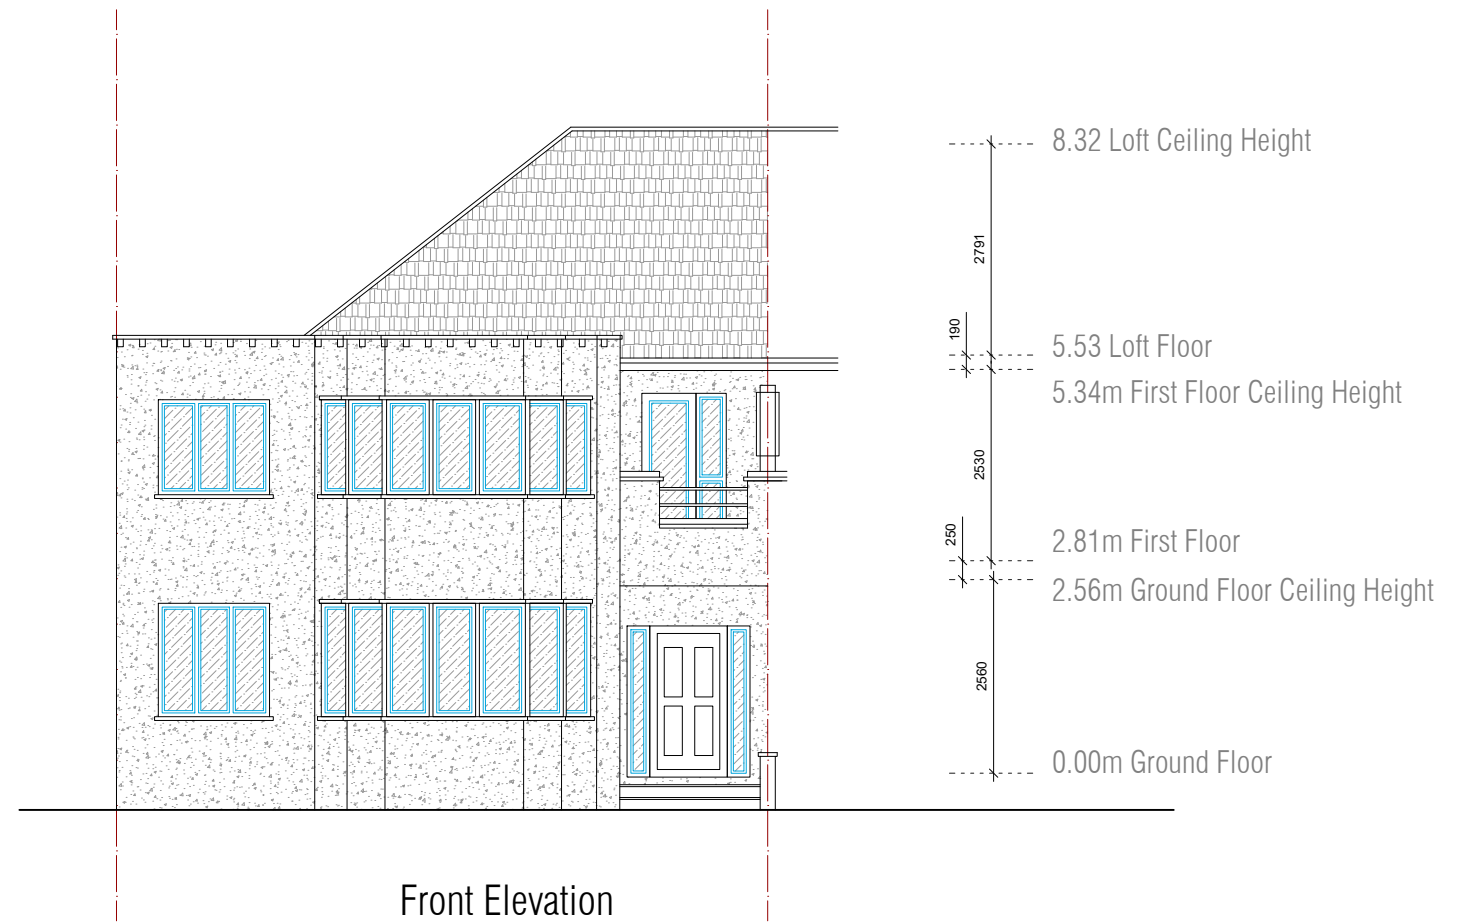 8.32 Loft Ceiling Height
2791
190
5.53 Loft Floor
5.34m First Floor Ceiling Height
2530
250
2.81m First Floor
2.56m Ground Floor Ceiling Height
2560
0.00m Ground Floor
Front Elevation